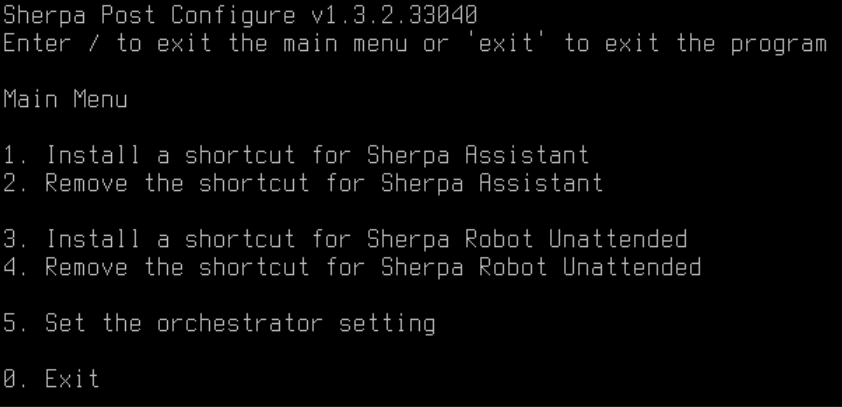 Sherpa Post Configure v1.3.2.33040
Enter / to exit the main menu or 'exit' to exit the program
Main Menu
1. Install a shortcut for Sherpa Assistant
2. Remove the shortcut for Sherpa Assistant
3. Install a shortcut for Sherpa Robot Unattended
4. Remove the shortcut for Sherpa Robot Unattended
5. Set the orchestrator setting
0. Exit